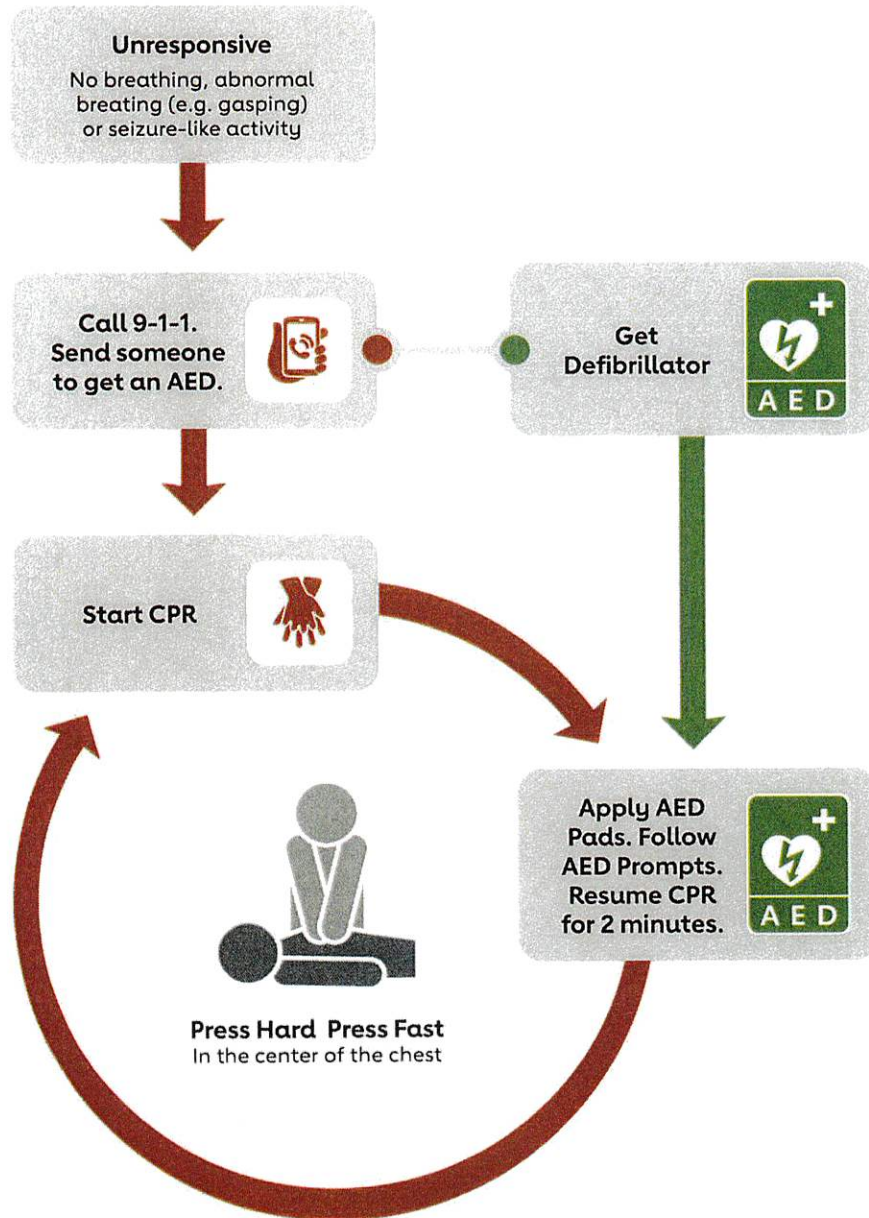 Unresponsive
No breathing, abnormal
breating (e.g. gasping)
or seizure-like activity
Call 9-1-1.
Send someone
to get an AED.
Get
Defibrillator
+
AED
Start CPR
Apply AED
Pads. Follow
AED Prompts.
Resume CPR
for 2 minutes.
+
AED
Press Hard Press Fast
In the center of the chest